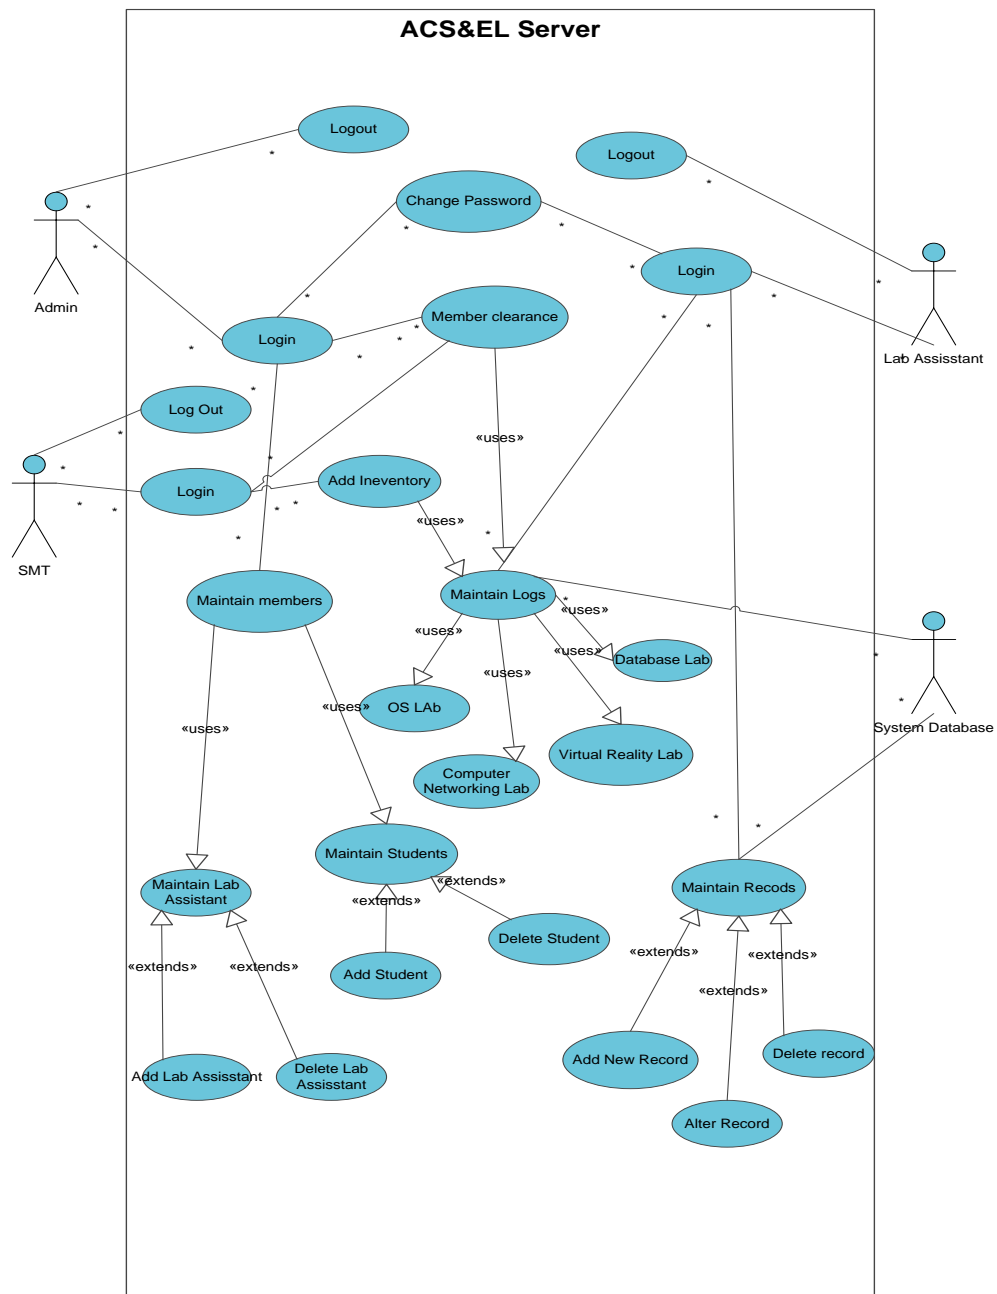 ACS&EL Server
Logout
Logout
Change Password
Login
Admin
Member clearance
Login
Lab Assisstant
Log Out
«uses»
Add Ineventory
Login
«uses»
SMT
Maintain members
Maintain Logs
«uses»
«uses»
«uses»
Database Lab
«uses»
«uses»
OS LAb
«uses»
System Database
Virtual Reality Lab
Computer
Networking Lab
Maintain Students
«extends»
Maintain Lab
Assistant
Maintain Recods
«extends»
Delete Student
«extends»
«extends»
Add Student
«extends»
«extends»
«extends»
Add New Record
Delete record
Add Lab Assisstant
Delete Lab
Assisstant
Alter Record